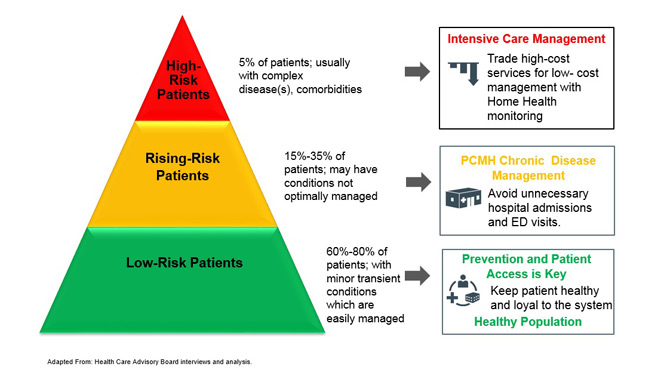 High-
Risk
Patients
5% of patients; usually
with complex
disease(s), comorbidities
Intensive Care Management
Trade high-cost
services for low- cost
management with
Home Health
monitoring
Rising-Risk
Patients
15%-35% of
patients; may have
conditions not
optimally managed
PCMH Chronic Disease
Management
Avoid unnecessary
hospital admissions
and ED visits.
Low-Risk Patients
60%-80% of
patients; with
minor transient
conditions
which are
easily managed
Prevention and Patient
Access is Key
Keep patient healthy
and loyal to the system
Healthy Population
Adapted From: Health Care Advisory Board interviews and analysis.